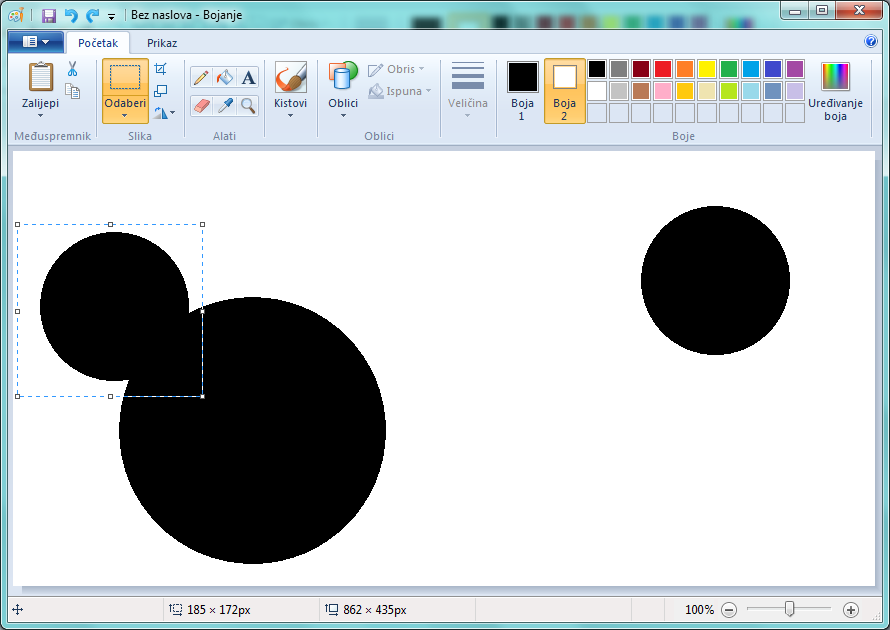 Bez naslova - Bojanje
Početak Prikaz
Zalijepi
Odaberi
A
Kistovi
Oblici
Obris
Ispuna
Veličina
Boja 1
Boja 2
Uređivanje boja
Međuspremnik Slika Alati Oblici Boje
185 × 172px 862 × 435px 100%